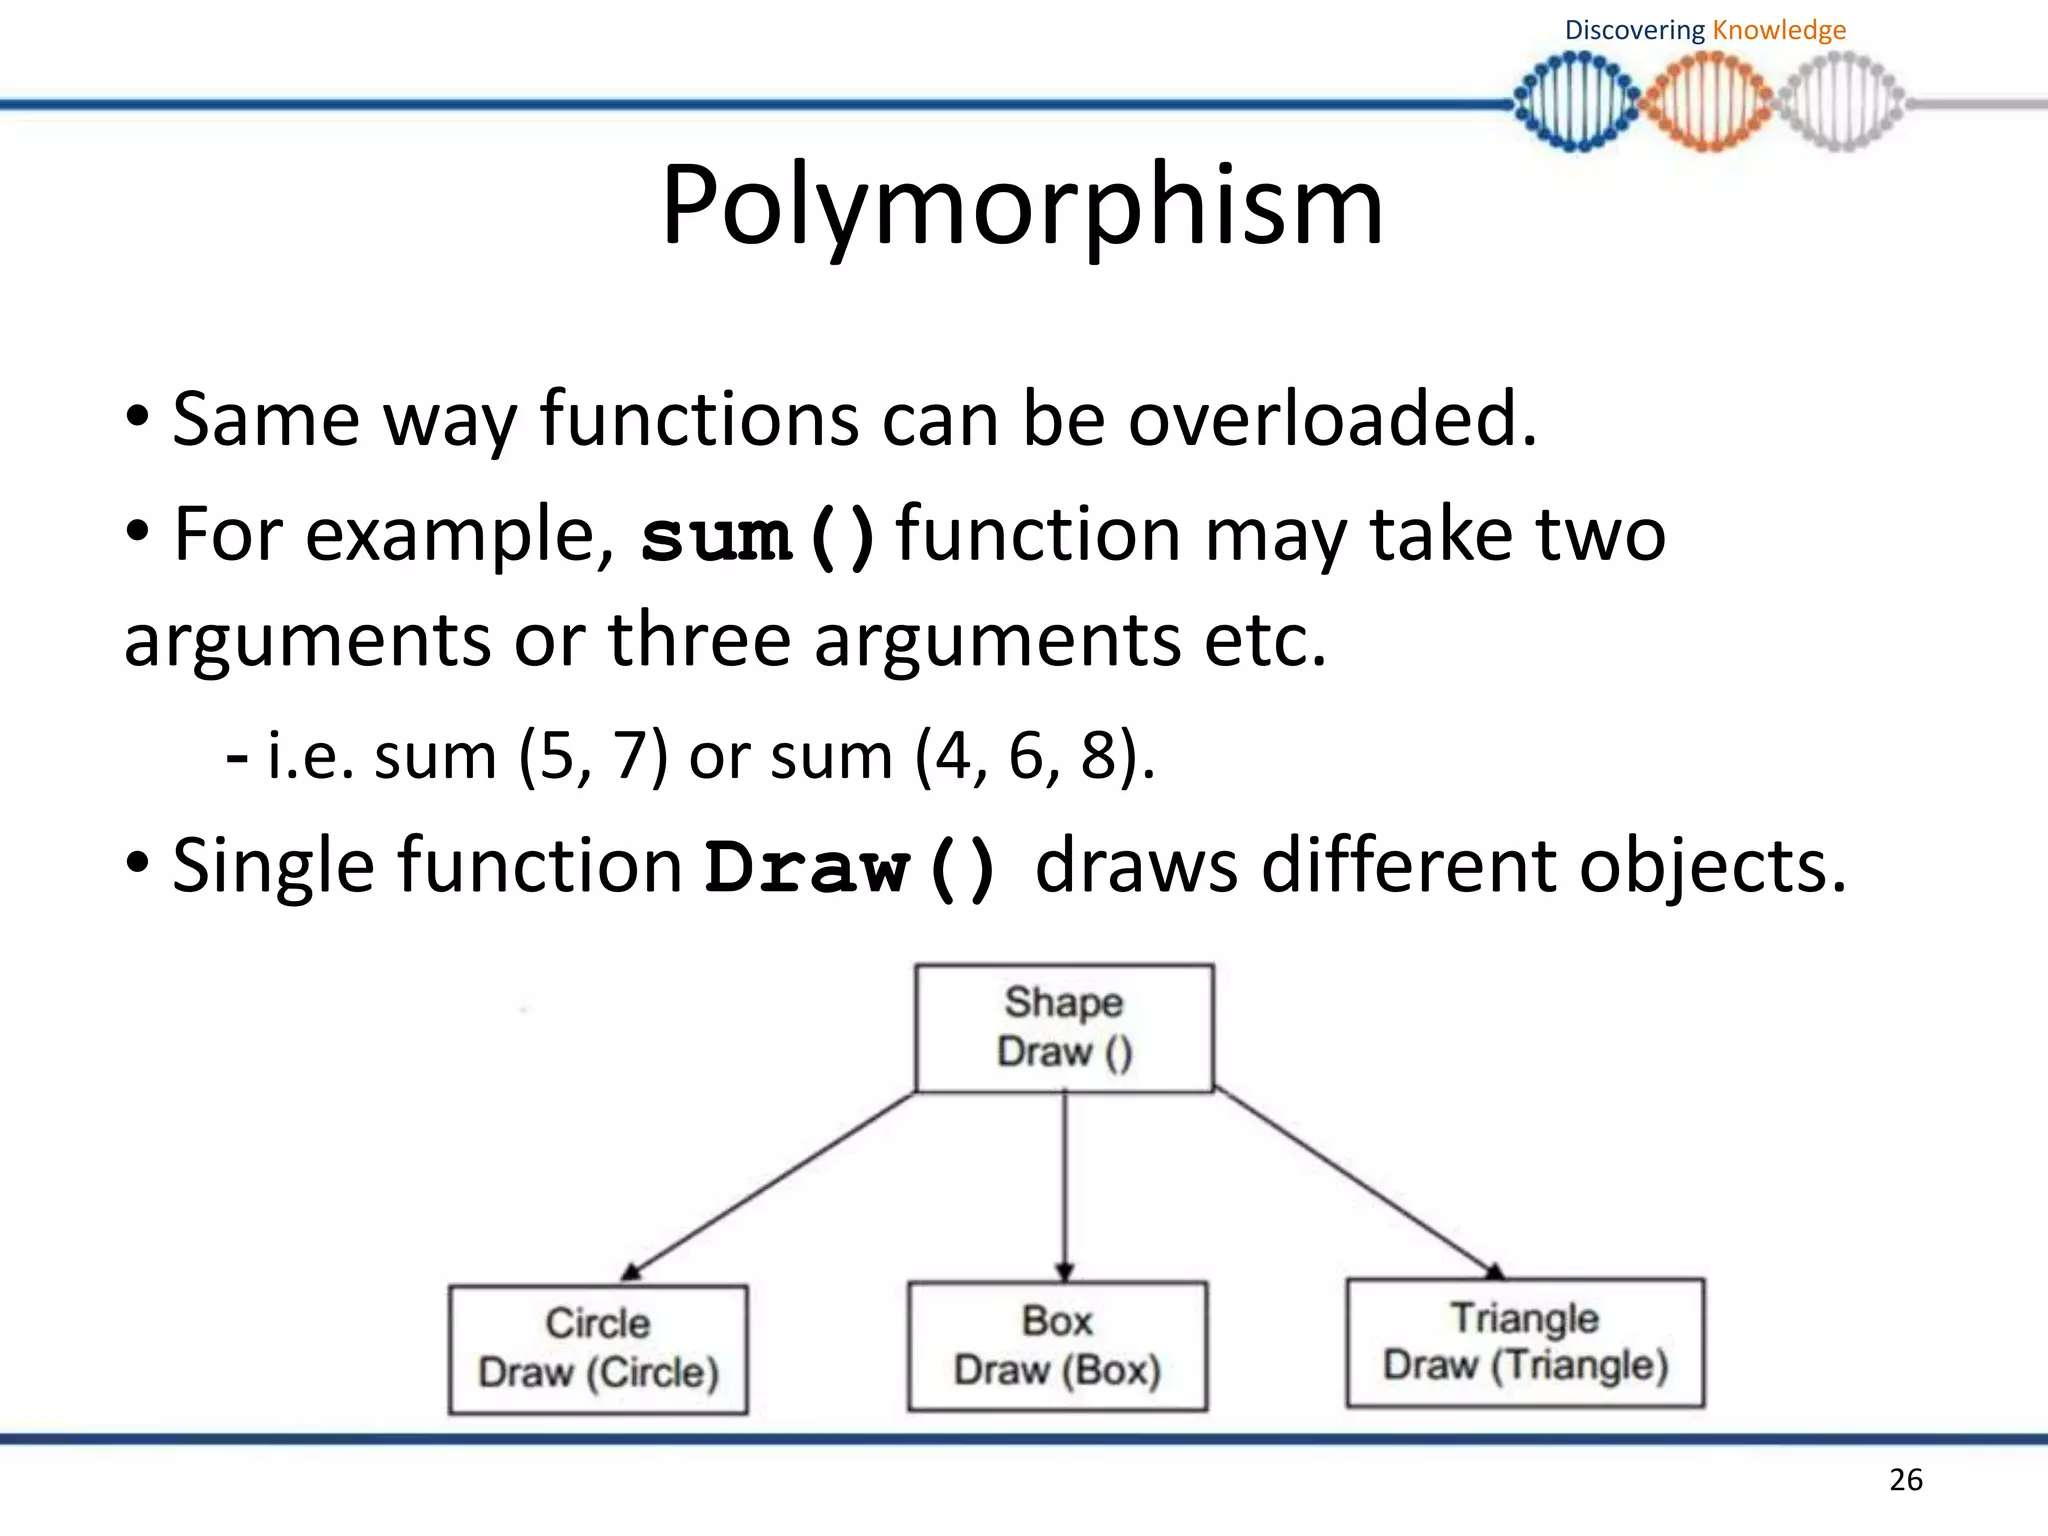 Discovering Knowledge
Polymorphism
• Same way functions can be overloaded.
• For example, sum()function may take two
arguments or three arguments etc.
- i.e. sum (5, 7) or sum (4, 6, 8).
• Single function Draw() draws different objects.
Shape
Draw ()
Circle
Draw (Circle)
Box
Draw (Box)
Triangle
Draw (Triangle)
26